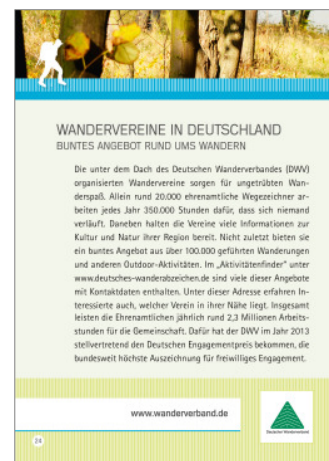 WANDERVEREINE IN DEUTSCHLAND
BUNTES ANGEBOT RUND UMS WANDERN
Die unter dem Dach des Deutschen Wanderverbandes (DWV)
organisierten Wandervereine sorgen für ungetrübten Wan-
derspaß. Allein rund 20.000 ehrenamtliche Wegezeichner ar-
beiten jedes Jahr 350.000 Stunden dafür, dass sich niemand
verläuft. Daneben halten die Vereine viele Informationen zur
Kultur und Natur ihrer Region bereit. Nicht zuletzt bieten sie
ein buntes Angebot aus über 100.000 geführten Wanderungen
und anderen Outdoor-Aktivitäten. Im „Aktivitätenfinder" unter
www.deutsches-wanderabzeichen.de sind viele dieser Angebote
mit Kontaktdaten enthalten. Unter dieser Adresse erfahren In-
teressierte auch, welcher Verein in ihrer Nähe liegt. Insgesamt
leisten die Ehrenamtlichen jährlich rund 2,3 Millionen Arbeits-
stunden für die Gemeinschaft. Dafür hat der DWV im Jahr 2013
stellvertretend den Deutschen Engagementpreis bekommen, die
bundesweit höchste Auszeichnung für freiwilliges Engagement.
www.wanderverband.de
Deutscher Wanderverband
24